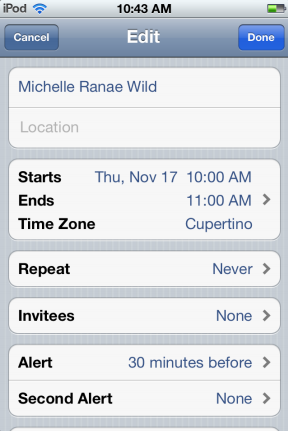 iPod 10:43 AM
Cancel Edit Done
Michelle Ranae Wild
Location
Starts Thu, Nov 17 10:00 AM
Ends 11:00 AM
Time Zone Cupertino
Repeat Never
Invitees None
Alert 30 minutes before
Second Alert None